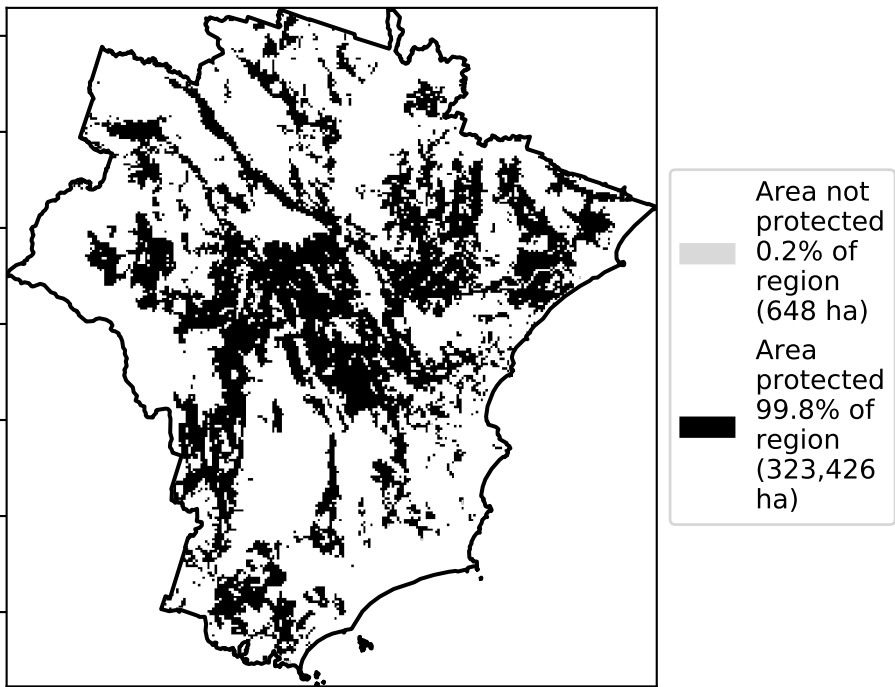 Area not
protected
0.2% of
region
(648 ha)
Area
protected
99.8% of
region
(323,426
ha)